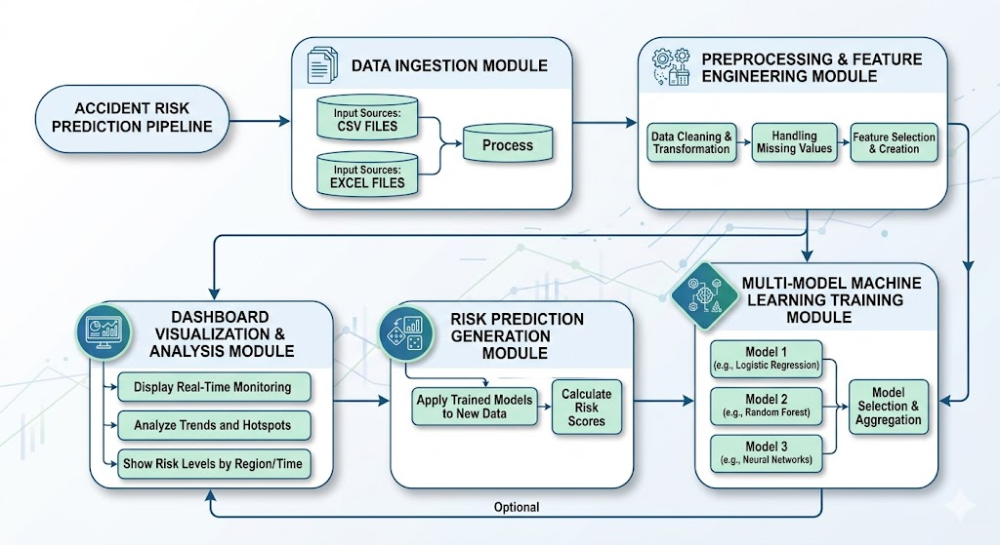 ACCIDENT RISK
PREDICTION PIPELINE
DATA INGESTION MODULE
Input Sources:
CSV FILES
Input Sources:
EXCEL FILES
Process
PREPROCESSING & FEATURE
ENGINEERING MODULE
Data Cleaning &
Transformation
Handling
Missing Values
Feature Selection
& Creation
DASHBOARD
VISUALIZATION &
ANALYSIS MODULE
Display Real-Time Monitoring
Analyze Trends and Hotspots
Show Risk Levels by Region/Time
RISK PREDICTION
GENERATION
MODULE
Apply Trained Models
to New Data
Calculate
Risk
Scores
MULTI-MODEL MACHINE
LEARNING TRAINING
MODULE
Model 1
(e.g., Logistic Regression)
Model 2
(e.g., Random Forest)
Model 3
(e.g., Neural Networks)
Model
Selection &
Aggregation
Optional